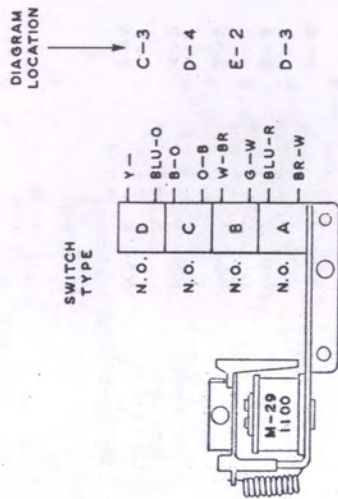 DIAGRAM
LOCATION
C-3
D-4
E-2
D-3
SWITCH
TYPE
N.O. D Y-
BLU-O
N.O. C B-O
O-B
N.O. B W-BR
G-W
N.O. A BLU-R
BR-W
M-29
1100